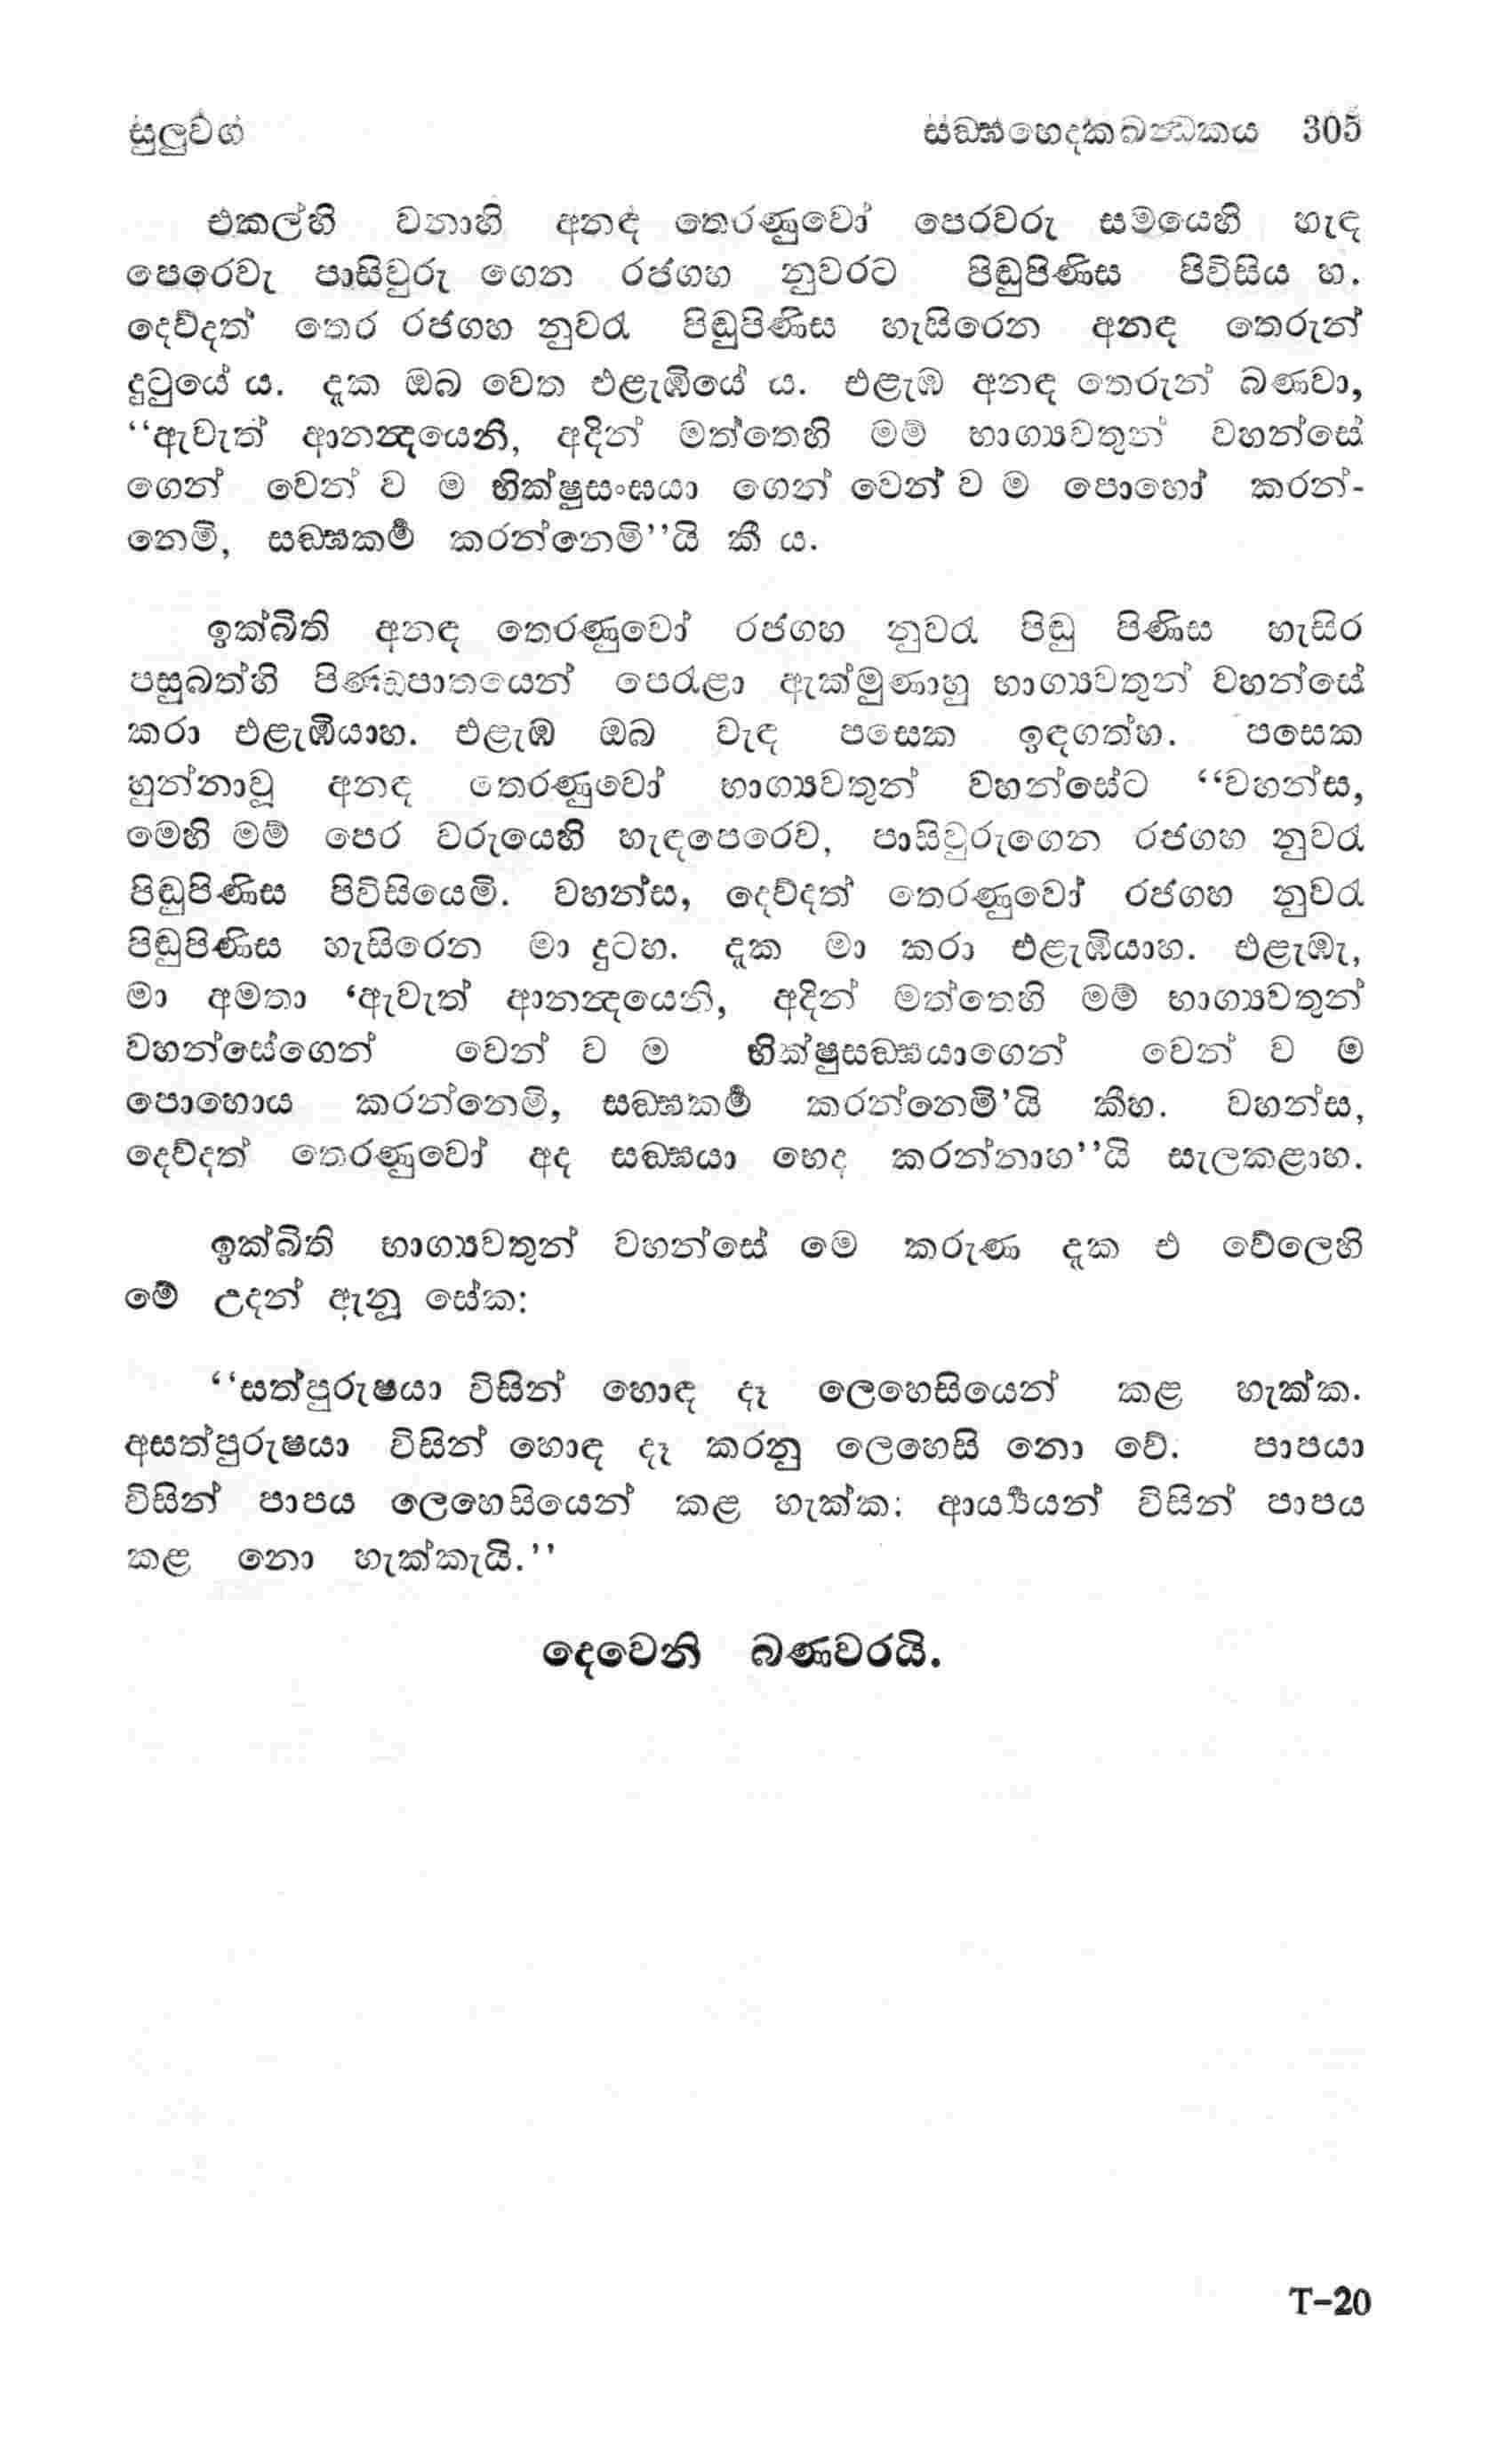 සුලුවග් සඞ්ඝභෙදකඛන්ධකය 305
එකල්හි වනාහි අනඳ තෙරණුවෝ පෙරවරු සමයෙහි හැඳ
පෙරෙවැ පාසිවුරු ගෙන රජගහ නුවරට පිඬුපිණිස පිවිසිය හ.
දෙව්දත් තෙර රජගහ නුවරැ පිඬුපිණිස හැසිරෙන අනඳ තෙරුන්
දුටුයේ ය. දැක ඔබ වෙත එළැඹියේ ය. එළැඹ අනඳ තෙරුන් බණවා,
‘‘ඇවැත් ආනන්දයෙනි, අදින් මත්තෙහි මම් භාග්‍යවතුන් වහන්සේ
ගෙන් වෙන් ව ම භික්ෂුසංඝයා ගෙන් වෙන් ව ම පොහෝ කරන්-
නෙමි, සඞ්ඝකර්‍ම කරන්නෙමි’’යි කී ය.
ඉක්බිති අනඳ තෙරණුවෝ රජගහ නුවරැ පිඬු පිණිස හැසිර
පසුබත්හි පිණ්ඩපාතයෙන් පෙරැළා ඇක්මුණාහු භාග්‍යවතුන් වහන්සේ
කරා එළැඹියාහ. එළැඹ ඔබ වැඳ පසෙක ඉඳගත්හ. පසෙක
හුන්නාවූ අනඳ තෙරණුවෝ භාග්‍යවතුන් වහන්සේට ‘‘වහන්ස,
මෙහි මම් පෙර වරුයෙහි හැඳපෙරෙව, පාසිවුරුගෙන රජගහ නුවරැ
පිඬුපිණිස පිවිසියෙමි. වහන්ස, දෙව්දත් තෙරණුවෝ රජගහ නුවරැ
පිඬුපිණිස හැසිරෙන මා දුටහ. දැක මා කරා එළැඹියාහ. එළැඹැ,
මා අමතා ‘ඇවැත් ආනන්දයෙනි, අදින් මත්තෙහි මම් භාග්‍යවතුන්
වහන්සේගෙන් වෙන් ව ම භික්ෂුසඞ්ඝයාගෙන් වෙන් ව ම
පොහොය කරන්නෙමි, සඞ්ඝකර්‍ම කරන්නෙමි’යි කීහ. වහන්ස,
දෙව්දත් තෙරණුවෝ අද සඞ්ඝයා භෙද කරන්නාහ’’යි සැලකළාහ.
ඉක්බිති භාග්‍යවතුන් වහන්සේ මෙ කරුණ දැක එ වේලෙහි
මේ උදන් ඇනූ සේක:
‘‘සත්පුරුෂයා විසින් හොඳ දෑ ලෙහෙසියෙන් කළ හැක්ක.
අසත්පුරුෂයා විසින් හොඳ දෑ කරනු ලෙහෙසි නො වේ. පාපයා
විසින් පාපය ලෙහෙසියෙන් කළ හැක්ක: ආර්‍ය්‍යයන් විසින් පාපය
කළ නො හැක්කැයි.’’
දෙවෙනි බණවරයි.
T-20